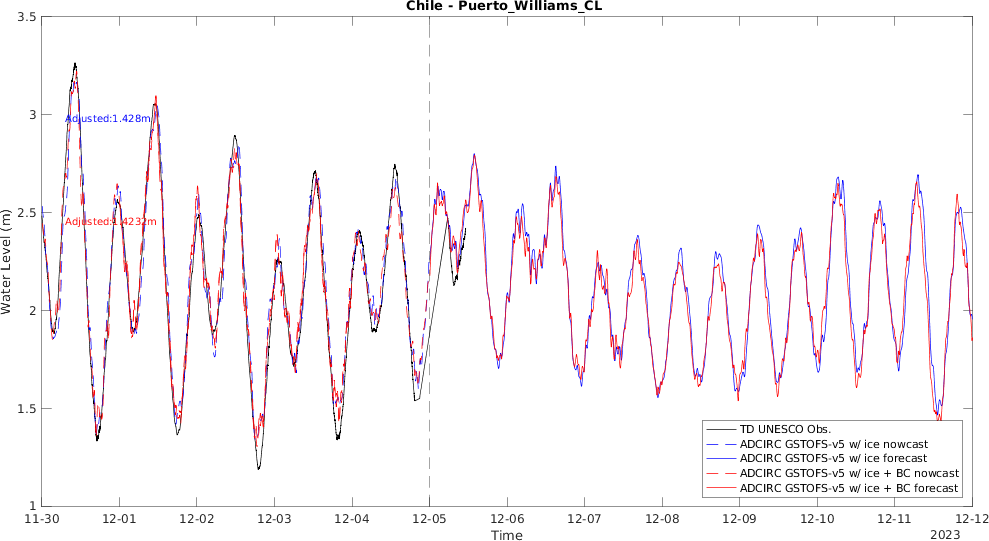 Chile - Puerto_Williams_CL
3.5
3
2.5
2
1.5
1
Water Level (m)
Adjusted:1.428m
Adjusted:1.4232m
TD UNESCO Obs.
ADCIRC GSTOFS-v5 w/ ice nowcast
ADCIRC GSTOFS-v5 w/ ice forecast
ADCIRC GSTOFS-v5 w/ ice + BC nowcast
ADCIRC GSTOFS-v5 w/ ice + BC forecast
11-30 12-01 12-02 12-03 12-04 12-05 12-06 12-07 12-08 12-09 12-10 12-11 12-12
Time
2023